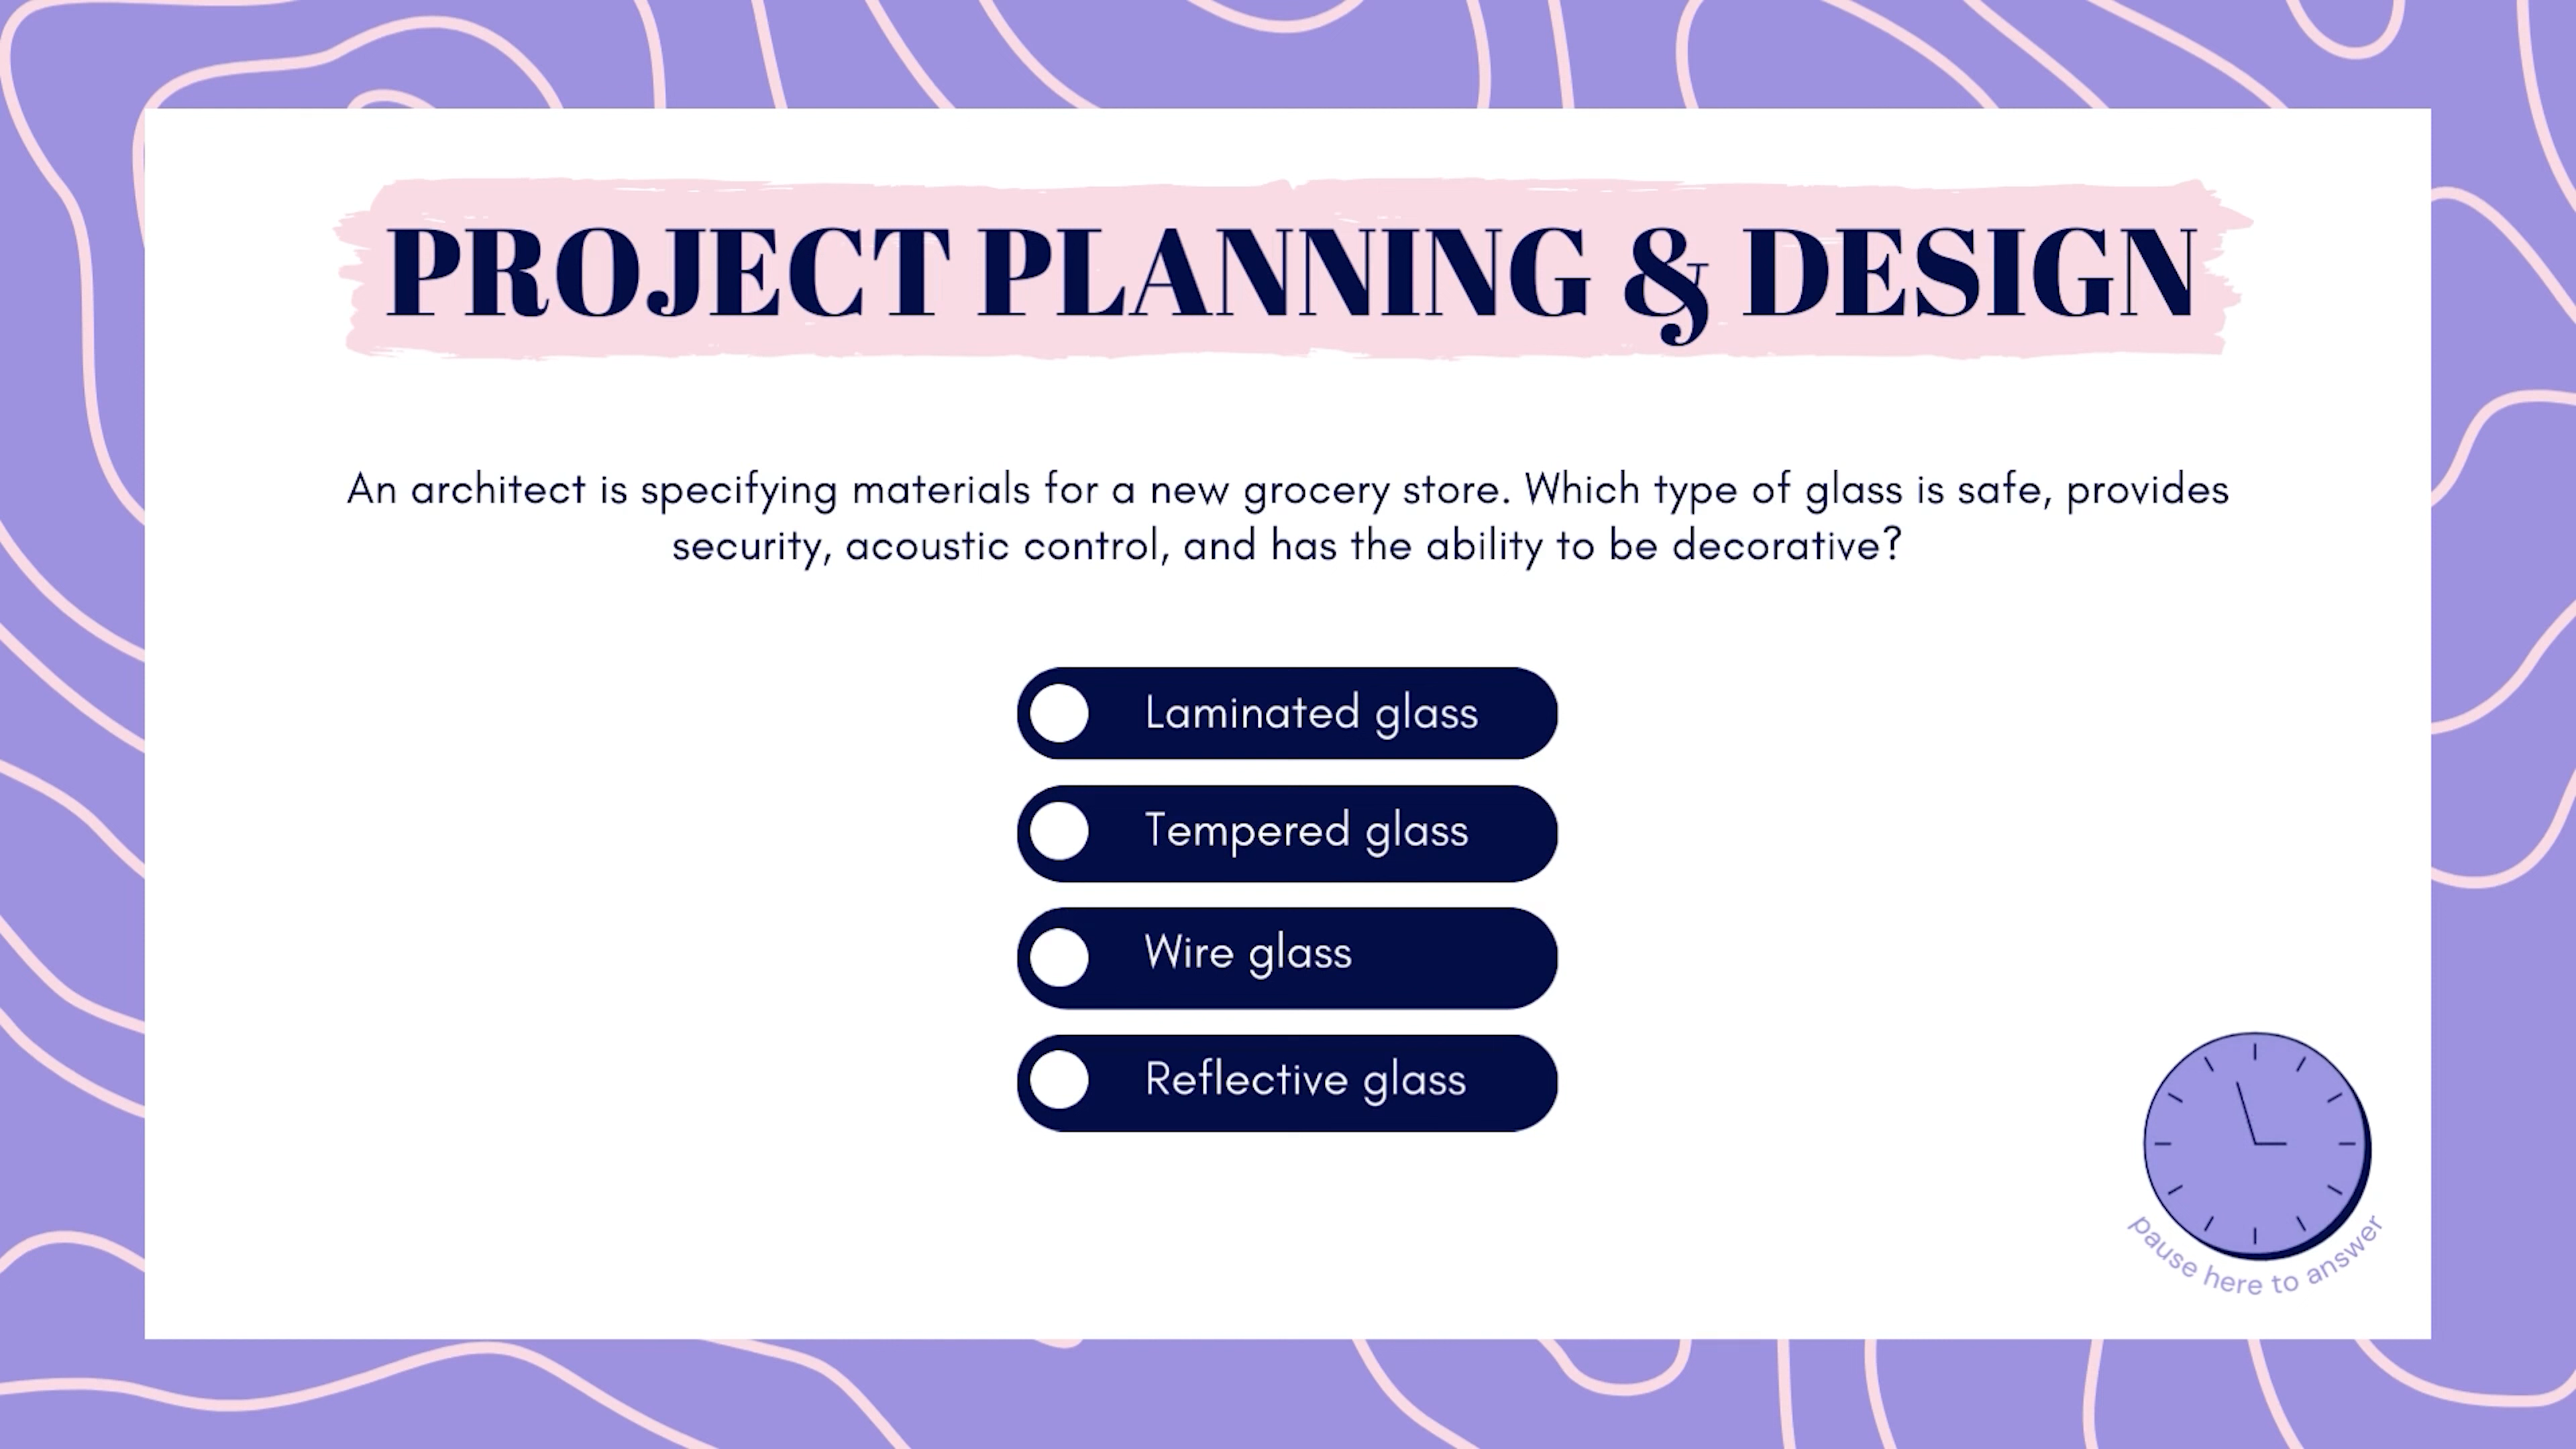 PROJECT PLANNING & DESIGN
An architect is specifying materials for a new grocery store. Which type of glass is safe, provides
security, acoustic control, and has the ability to be decorative?
Laminated glass
Tempered glass
Wire glass
Reflective glass
pause here to answer